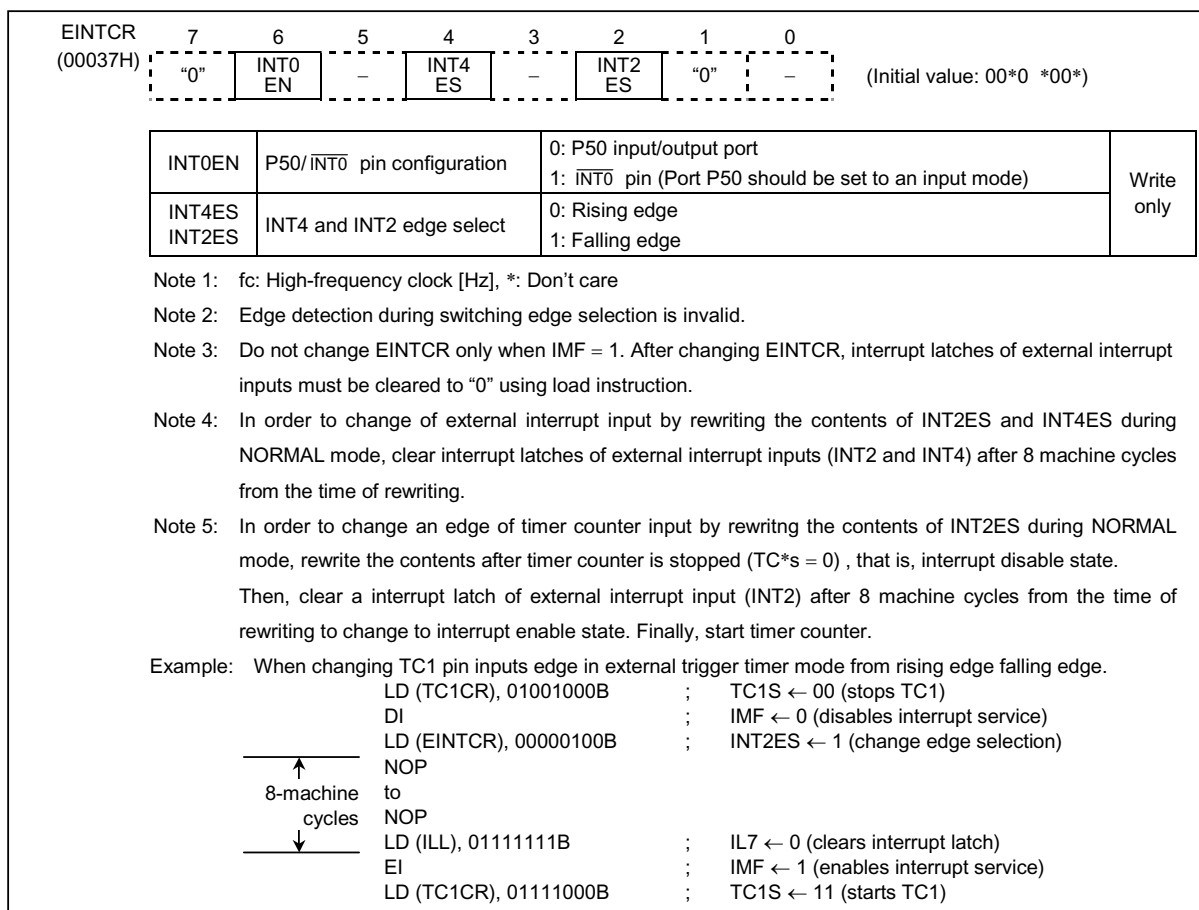 EINTCR
(00037H)
7 6 5 4 3 2 1 0
“0” INT0 EN – INT4 ES – INT2 ES “0” – (Initial value: 00*0 *00*)
INT0EN P50/INT0 pin configuration 0: P50 input/output port
1: INT0 pin (Port P50 should be set to an input mode)
Write only
INT4ES INT2ES INT4 and INT2 edge select 0: Rising edge
1: Falling edge
Note 1: fc: High-frequency clock [Hz], *: Don’t care
Note 2: Edge detection during switching edge selection is invalid.
Note 3: Do not change EINTCR only when IMF = 1. After changing EINTCR, interrupt latches of external interrupt
inputs must be cleared to “0” using load instruction.
Note 4: In order to change of external interrupt input by rewriting the contents of INT2ES and INT4ES during
NORMAL mode, clear interrupt latches of external interrupt inputs (INT2 and INT4) after 8 machine cycles
from the time of rewriting.
Note 5: In order to change an edge of timer counter input by rewritng the contents of INT2ES during NORMAL
mode, rewrite the contents after timer counter is stopped (TC*s = 0) , that is, interrupt disable state.
Then, clear a interrupt latch of external interrupt input (INT2) after 8 machine cycles from the time of
rewriting to change to interrupt enable state. Finally, start timer counter.
Example: When changing TC1 pin inputs edge in external trigger timer mode from rising edge falling edge.
LD (TC1CR), 01001000B ; TC1S ← 00 (stops TC1)
DI ; IMF ← 0 (disables interrupt service)
LD (EINTCR), 00000100B ; INT2ES ← 1 (change edge selection)
NOP
8-machine to
cycles NOP
LD (ILL), 01111111B ; IL7 ← 0 (clears interrupt latch)
EI ; IMF ← 1 (enables interrupt service)
LD (TC1CR), 01111000B ; TC1S ← 11 (starts TC1)